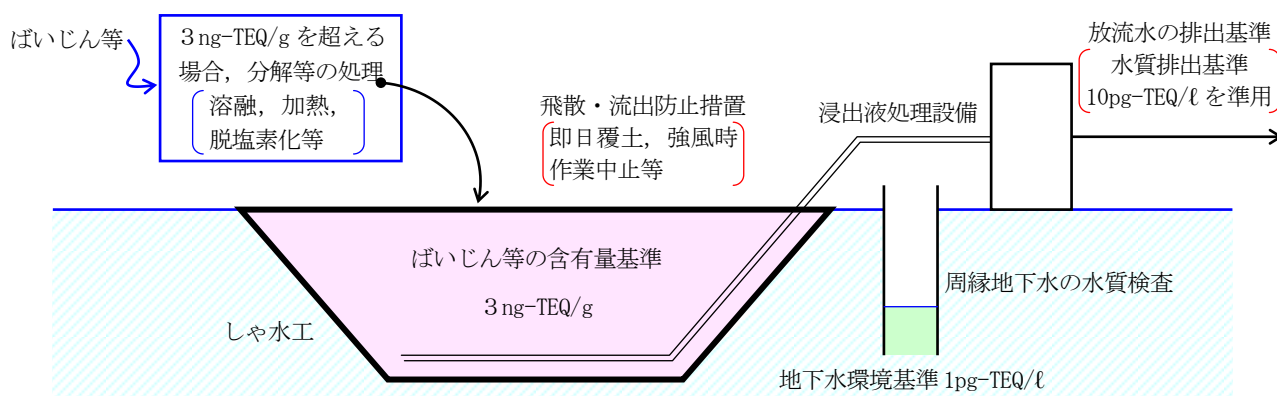 ばいじん等
３ng-TEQ/g を超える
場合，分解等の処理
溶融，加熱，
脱塩素化等
飛散・流出防止措置
即日覆土，強風時
作業中止等
浸出液処理設備
放流水の排出基準
水質排出基準
10pg-TEQ/ℓ を準用
ばいじん等の含有量基準
３ng-TEQ/g
しゃ水工
周縁地下水の水質検査
地下水環境基準 1pg-TEQ/ℓ